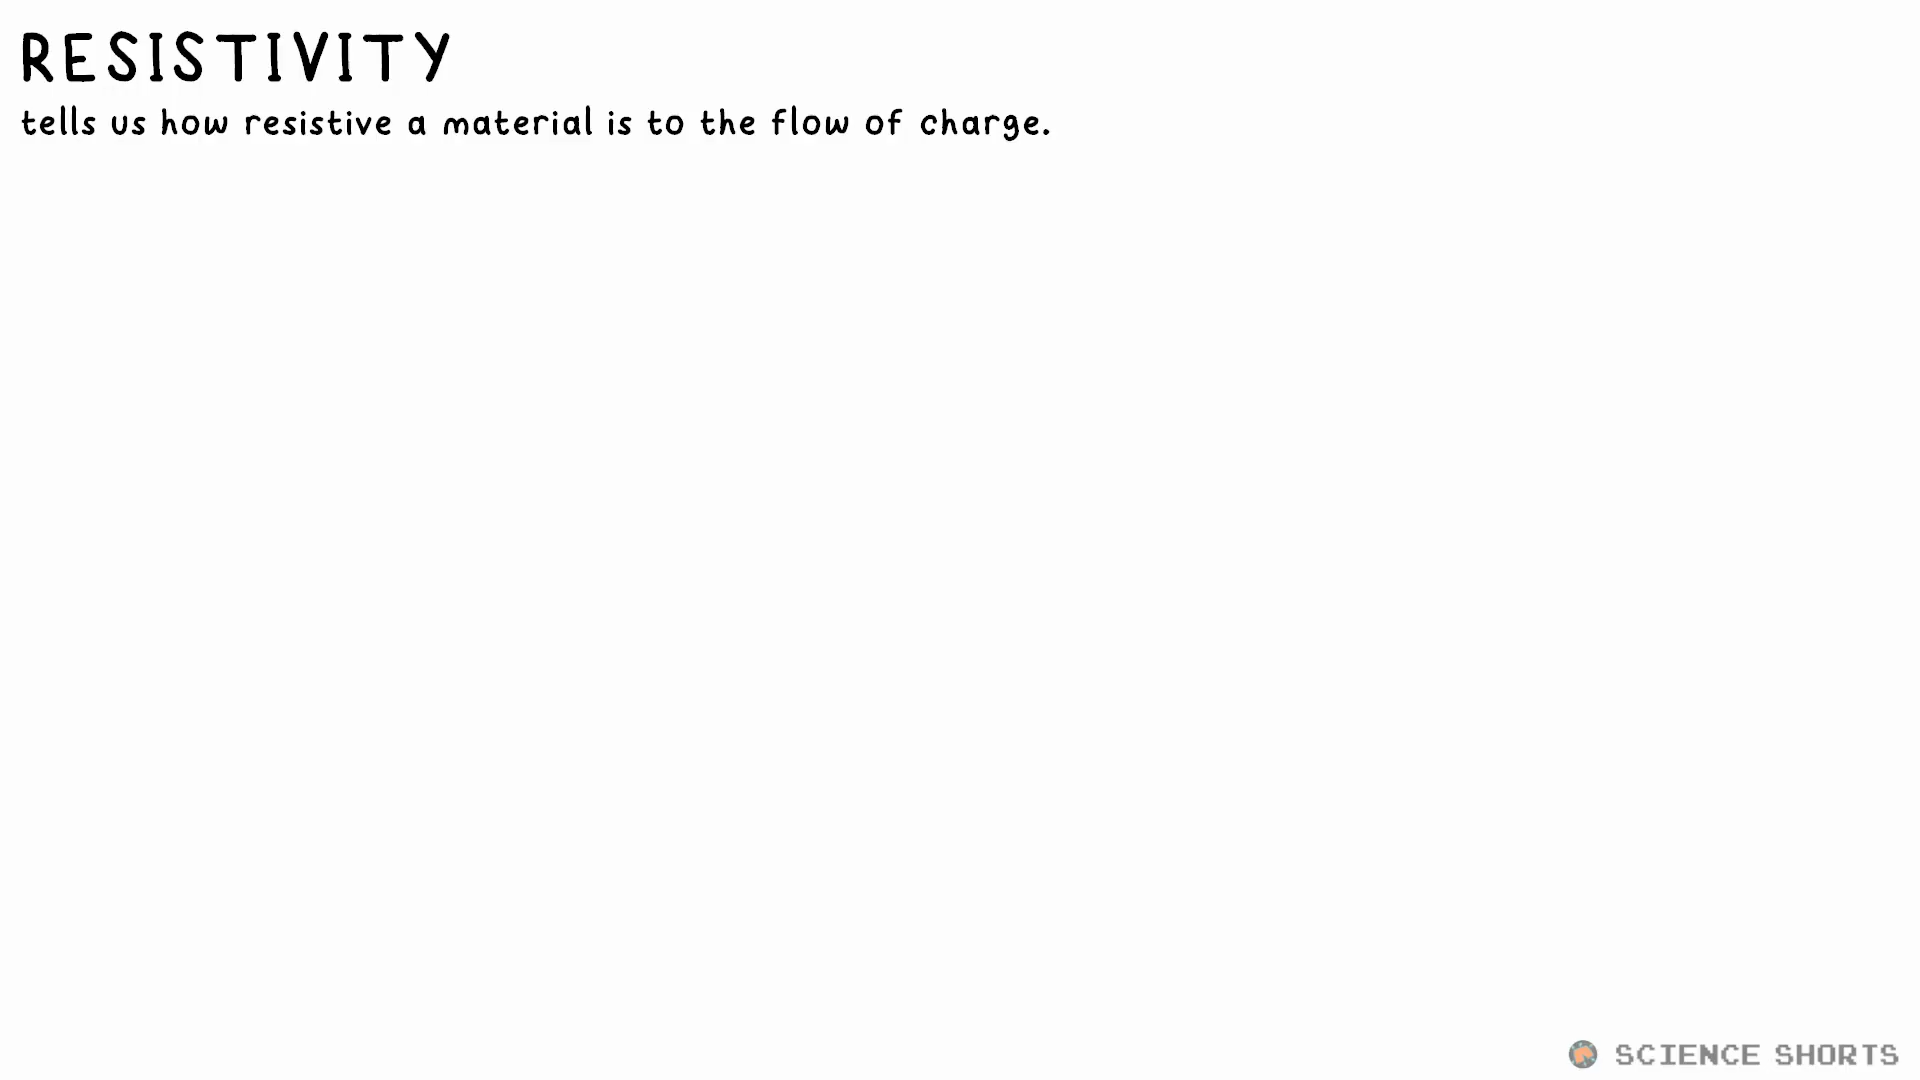 RESISTIVITY
tells us how resistive a material is to the flow of charge.
SCIENCE SHORTS